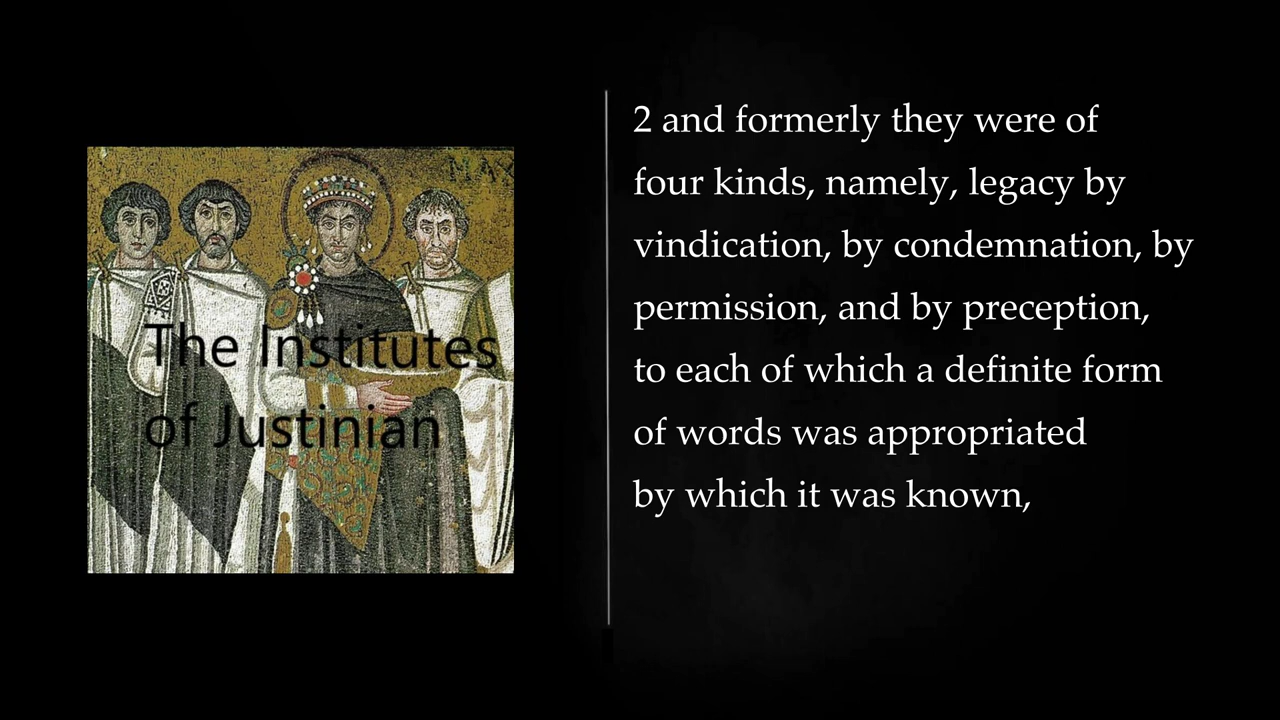 The Institutes
of Justinian
2 and formerly they were of
four kinds, namely, legacy by
vindication, by condemnation, by
permission, and by preception,
to each of which a definite form
of words was appropriated
by which it was known,